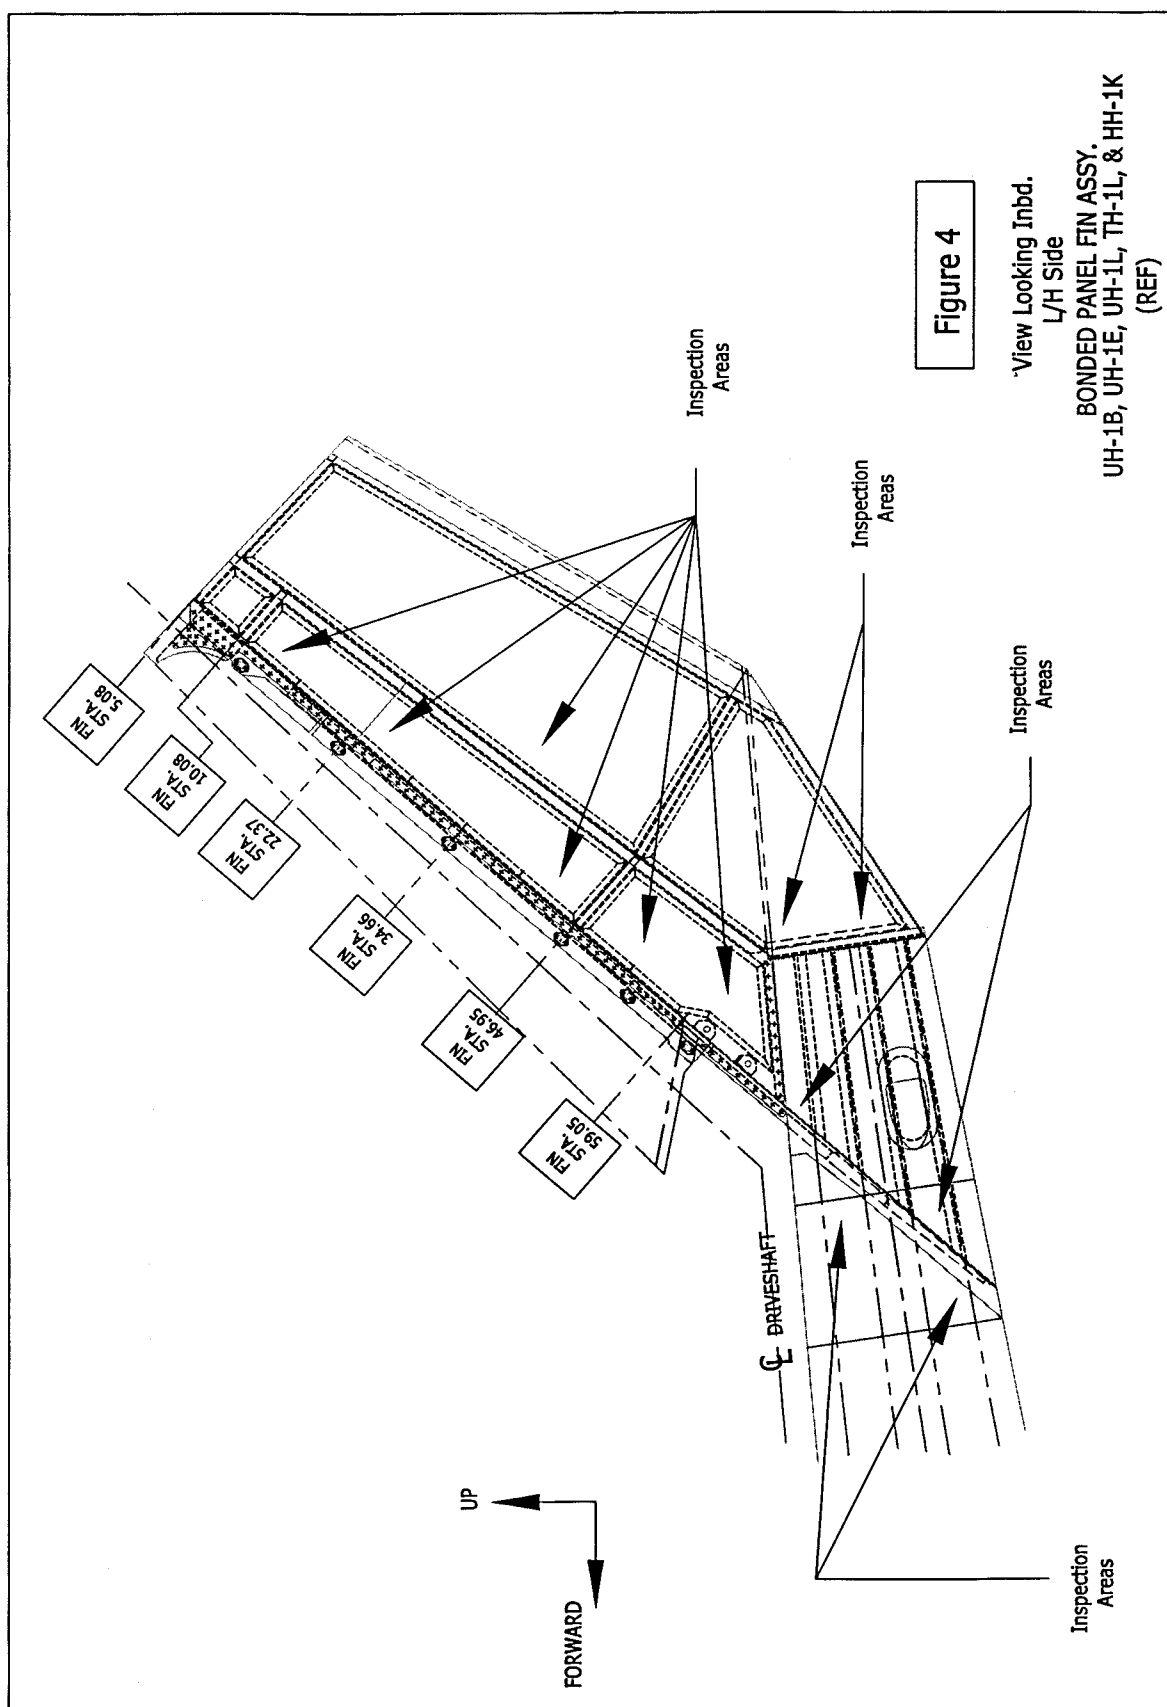 FIN
STA.
5.08
FIN
STA.
10.08
FIN
STA.
22.37
FIN
STA.
34.66
FIN
STA.
46.95
FIN
STA.
59.05
UP
FORWARD
℄ DRIVESHAFT
Inspection
Areas
Inspection
Areas
Inspection
Areas
Inspection
Areas
Figure 4
View Looking Inbd.
L/H Side
BONDED PANEL FIN ASSY.
UH-1B, UH-1E, UH-1L, TH-1L, & HH-1K
(REF)